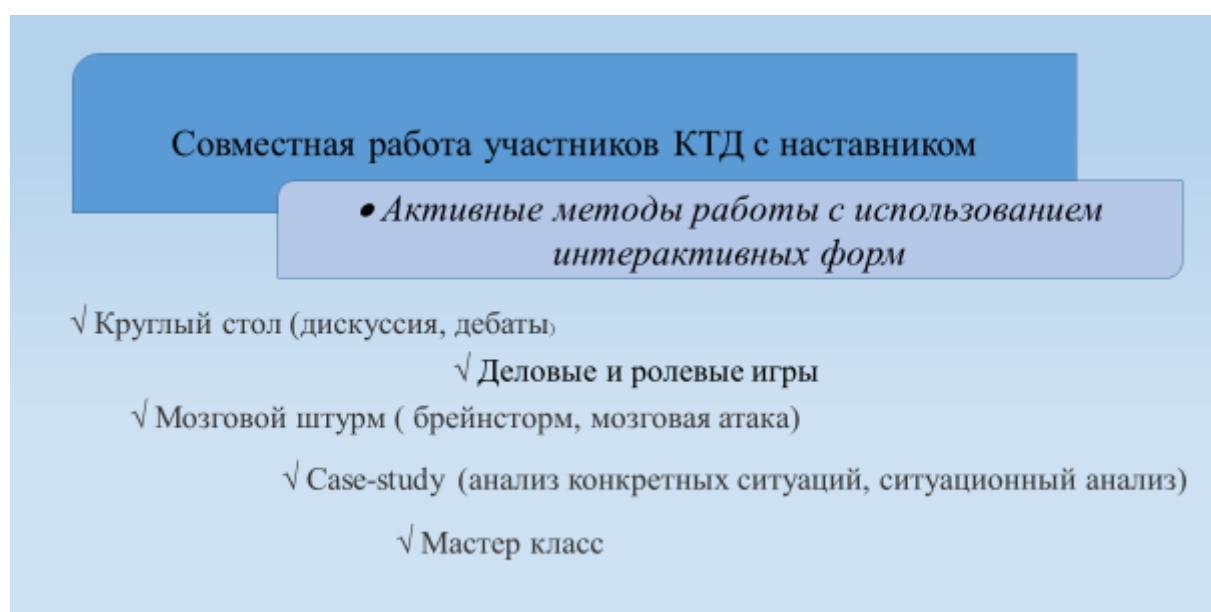 Совместная работа участников КТД с наставником
•Активные методы работы с использованием
интерактивных форм
√ Круглый стол (дискуссия, дебаты)
√ Деловые и ролевые игры
√ Мозговой штурм ( брейнсторм, мозговая атака)
√ Case-study (анализ конкретных ситуаций, ситуационный анализ)
√ Мастер класс